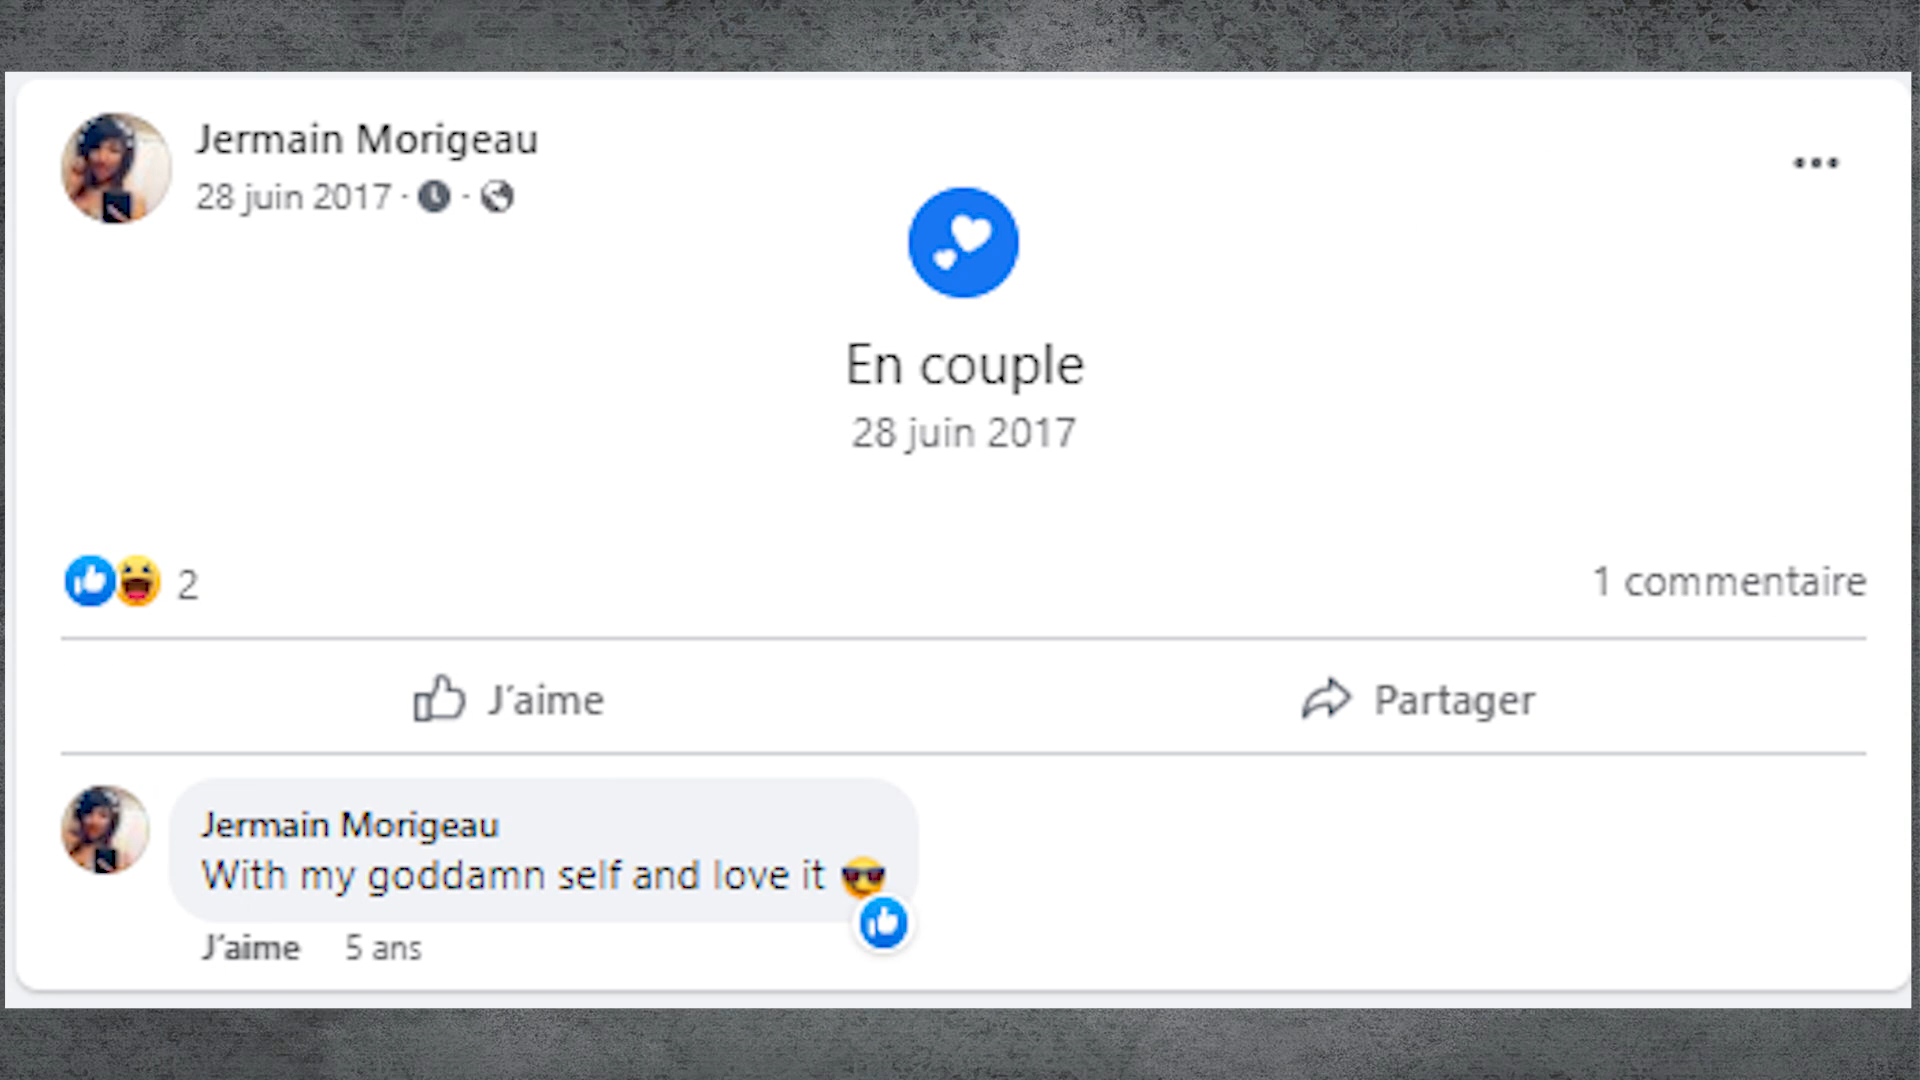 Jermain Morigeau
28 juin 2017 · ·
En couple
28 juin 2017
2
1 commentaire
J'aime
Partager
Jermain Morigeau
With my goddamn self and love it 😎
J'aime 5 ans